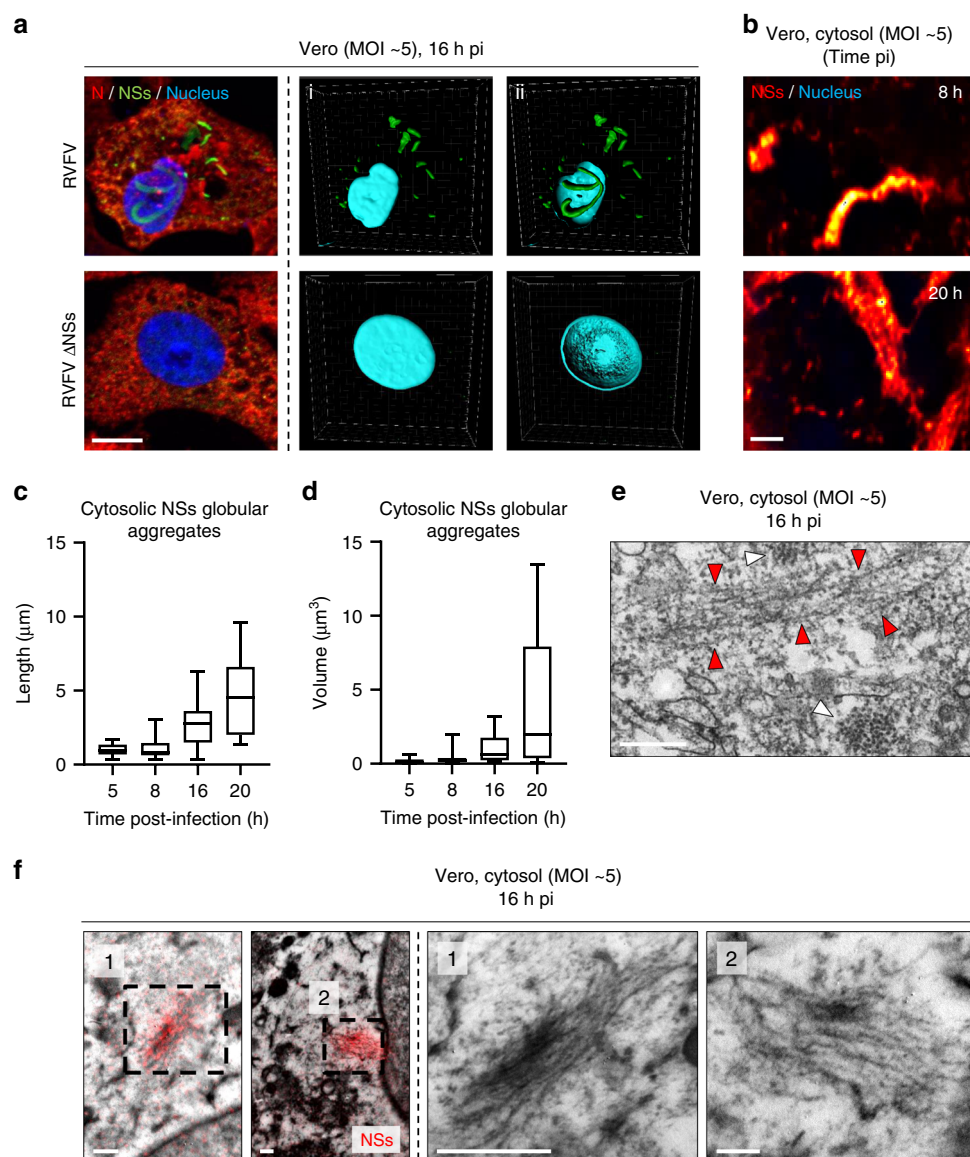 a
Vero (MOI ~5), 16 h pi
N / NSs / Nucleus
i
ii
RVFV
RVFV ΔNSs
b
Vero, cytosol (MOI ~5)
(Time pi)
NSs / Nucleus
8 h
20 h
c
Cytosolic NSs globular
aggregates
Length (μm)
15
10
5
0
5 8 16 20
Time post-infection (h)
d
Cytosolic NSs globular
aggregates
Volume (μm³)
15
10
5
0
5 8 16 20
Time post-infection (h)
e
Vero, cytosol (MOI ~5)
16 h pi
f
Vero, cytosol (MOI ~5)
16 h pi
1
2
NSs
1
2